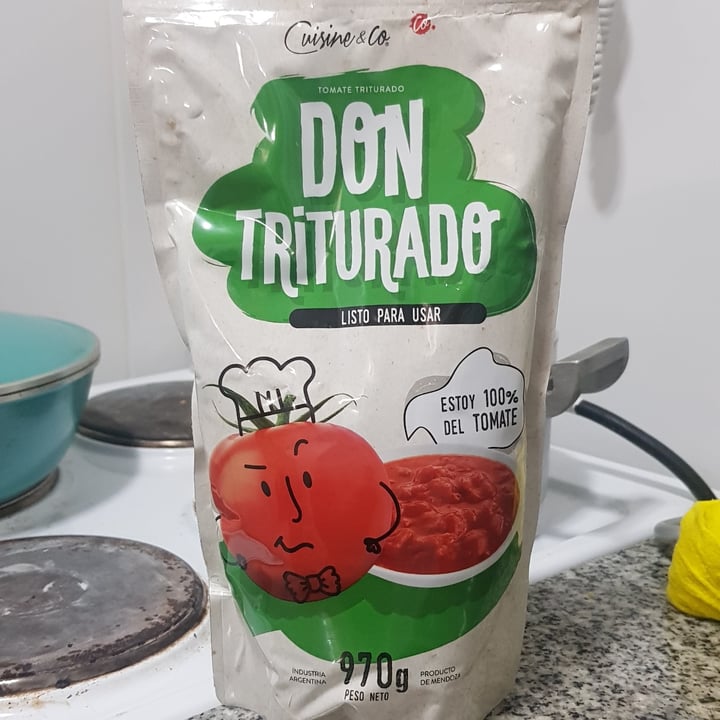 Cuisine & Co.
Co.
TOMATE TRITURADO
DON
TRiTURADO
LISTO PARA USAR
ESTOY 100%
DEL TOMATE
INDUSTRIA
ARGENTINA
970g
PESO NETO
PRODUCTO
DE MENDOZA